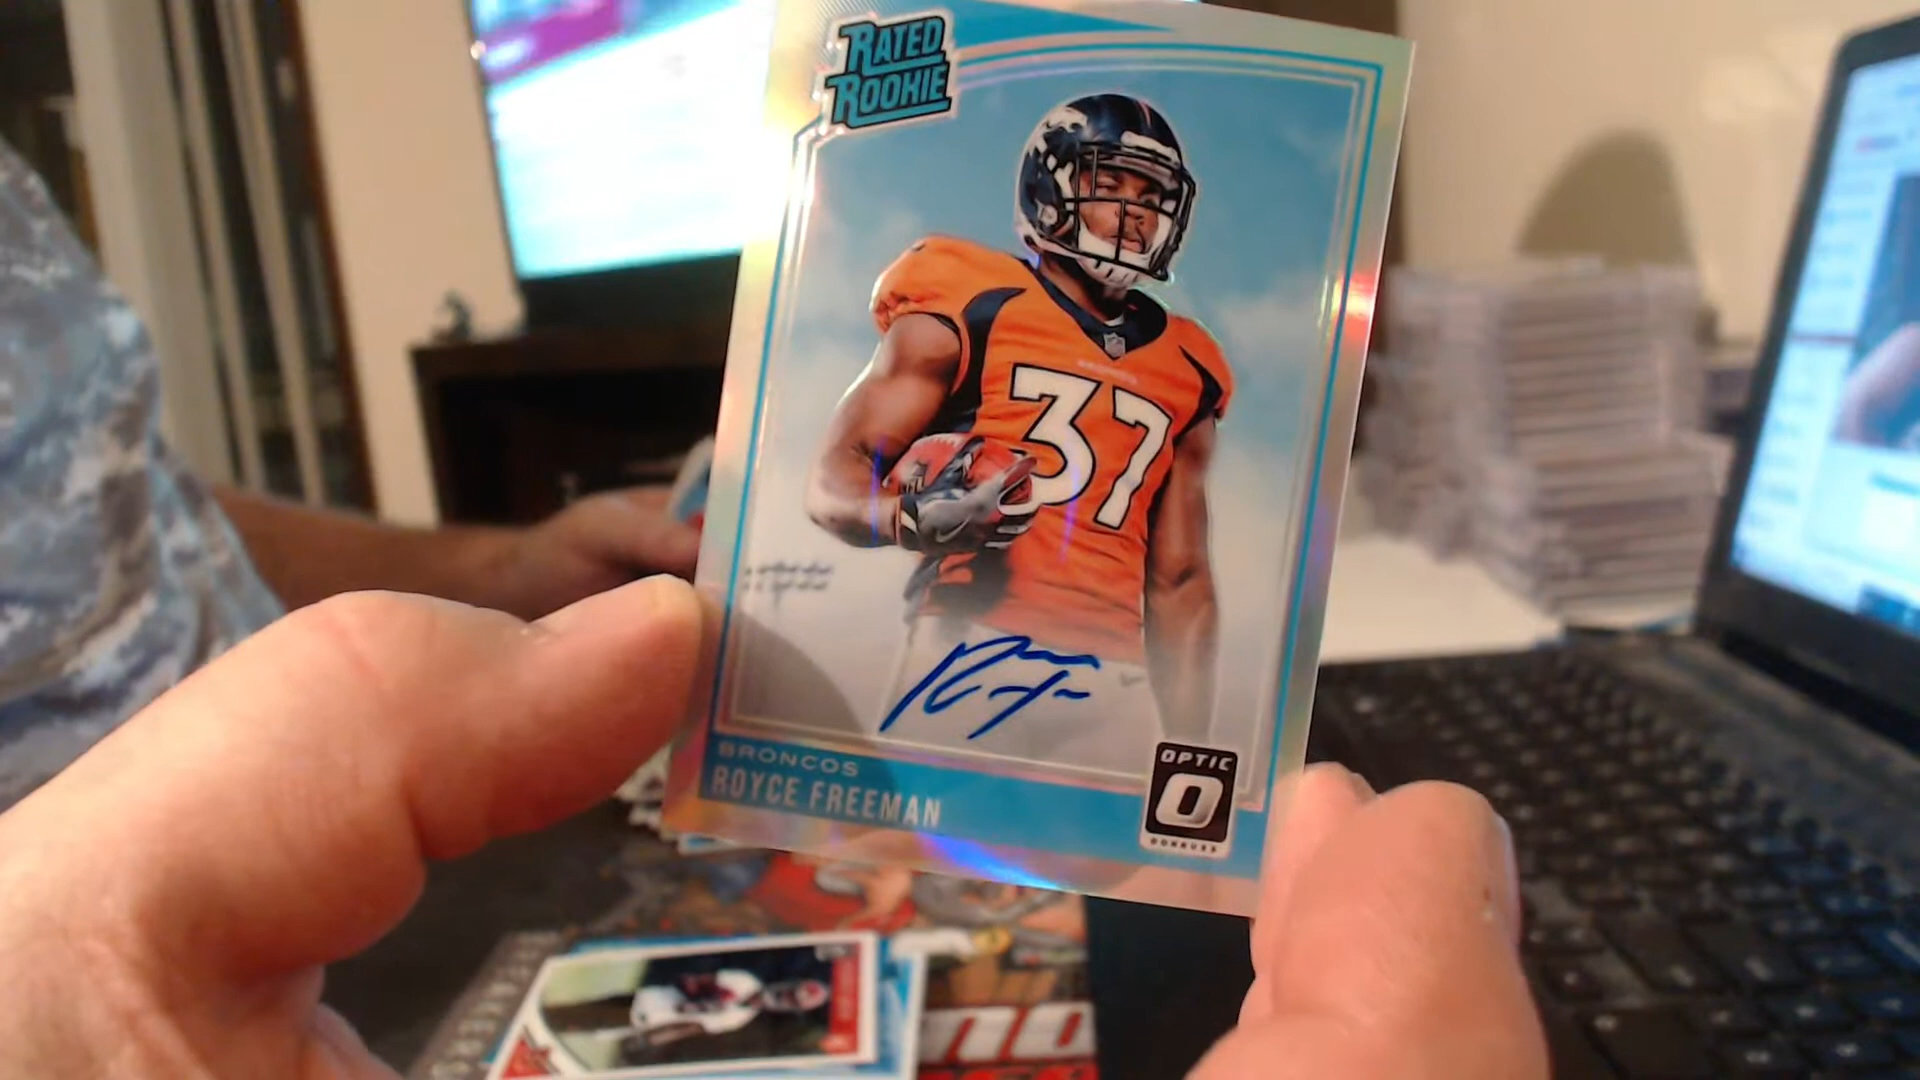 RATED
ROOKIE
37
BRONCOS
ROYCE FREEMAN
OPTIC
O
DONRUSS